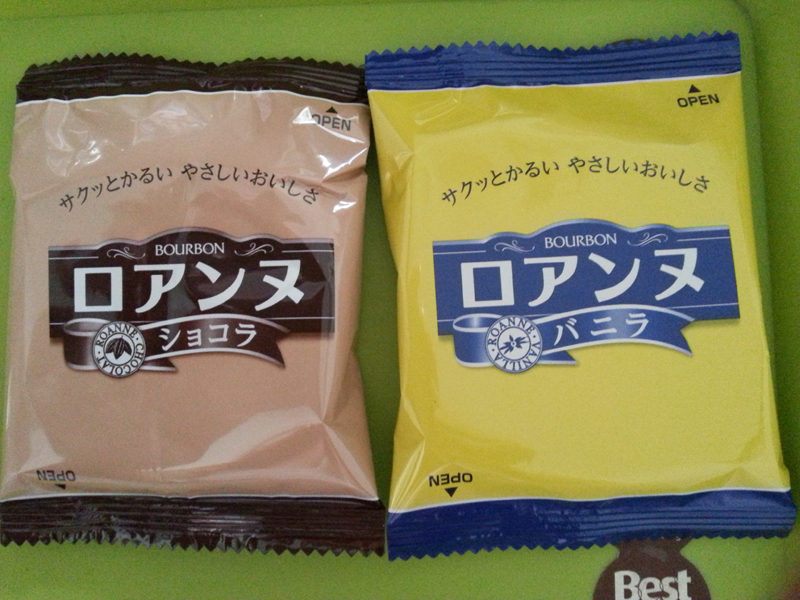 OPEN
サクッとかるい やさしいおいしさ
BOURBON
ロアンヌ
ショコラ
ROANNE・CHOCOLAT・
OPEN
OPEN
サクッとかるい やさしいおいしさ
BOURBON
ロアンヌ
バニラ
ROANNE・VANILLA・
OPEN
Best